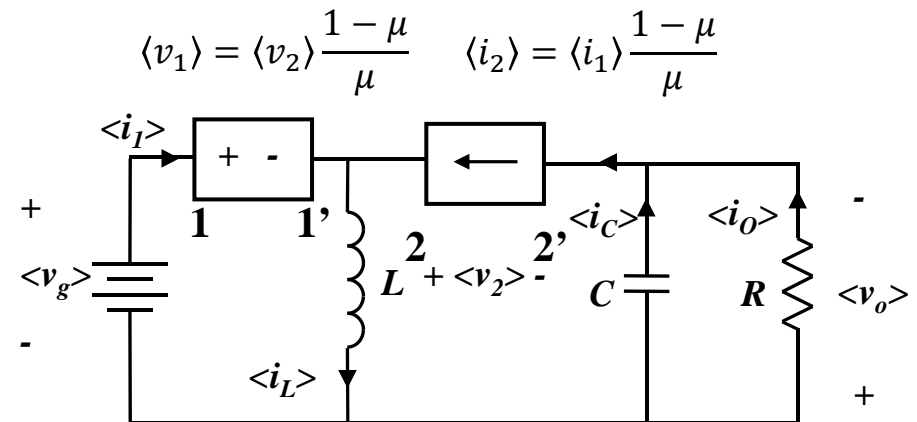 ⟨v₁⟩ = ⟨v₂⟩ (1 − μ)/μ ⟨i₂⟩ = ⟨i₁⟩ (1 − μ)/μ
<i₁>
+ -
1 1’
+ <v_g> -
L
2 2’
+ <v₂> -
<i_L>
<i_C>
C
<i_O>
R
- <v_o> +